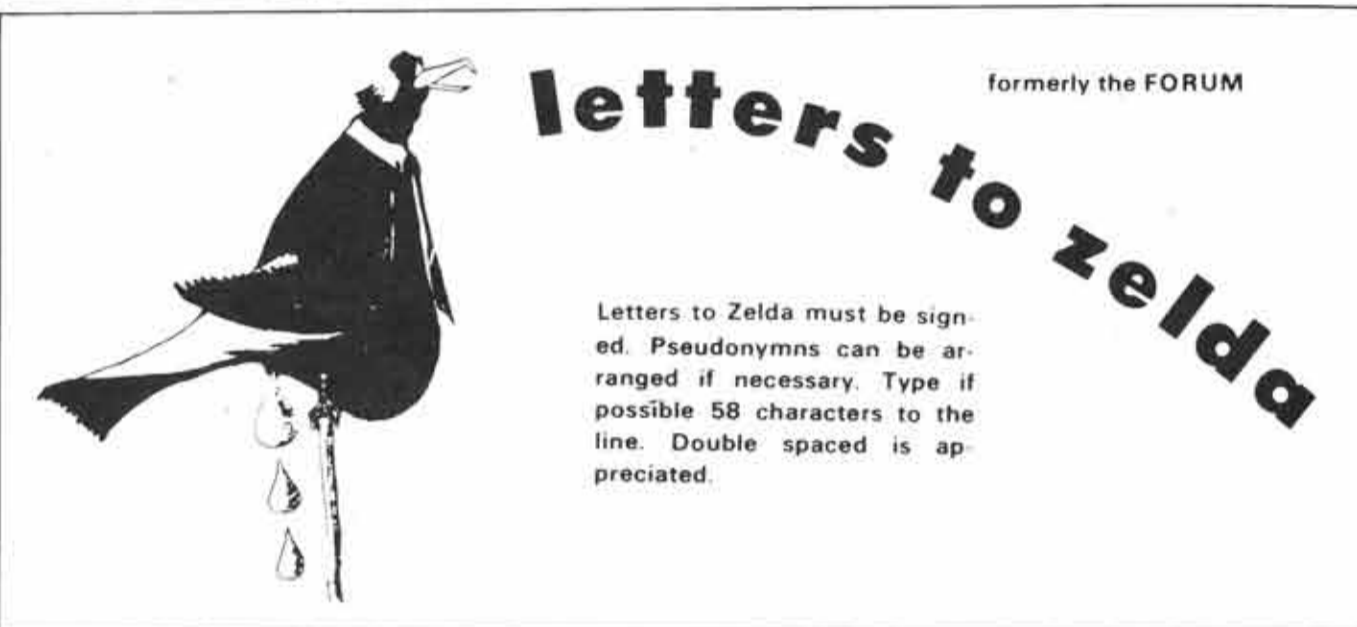 formerly the FORUM
letters to zelda
Letters to Zelda must be sign-
ed. Pseudonymns can be ar-
ranged if necessary. Type if
possible 58 characters to the
line. Double spaced is ap-
preciated.